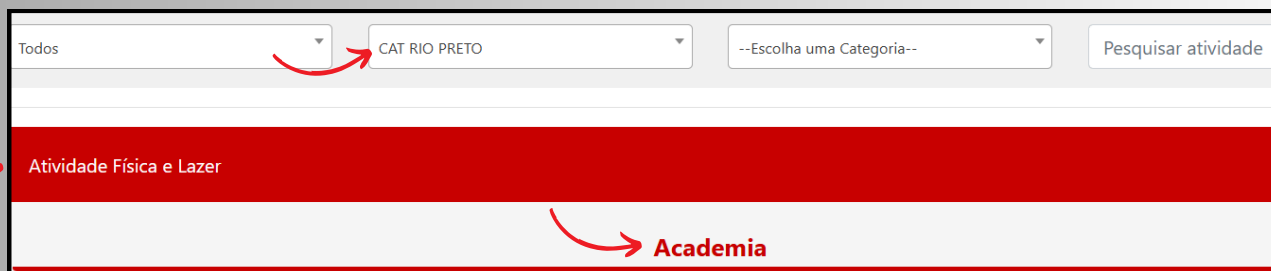 Todos
CAT RIO PRETO
--Escolha uma Categoria--
Pesquisar atividade
Atividade Física e Lazer
Academia